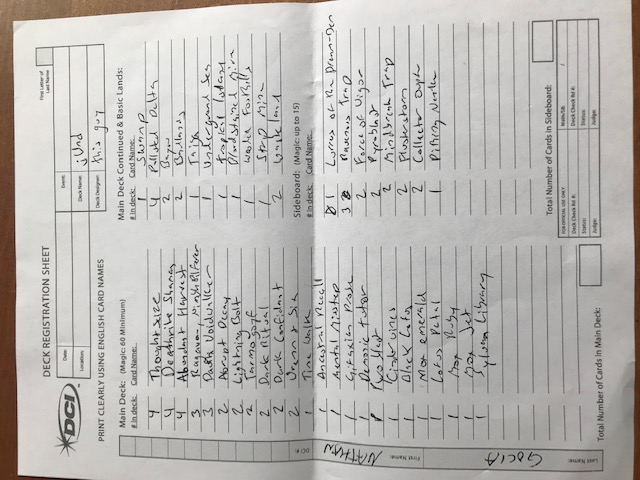 DECK REGISTRATION SHEET
First Letter of
Last Name
DCI
Date:
Event:
Location:
Deck Name: jUnd
Deck Designer: this guy
PRINT CLEARLY USING ENGLISH CARD NAMES
Main Deck: (Magic: 60 Minimum)
# in deck: Card Name:
4 Thoughtseize
4 Deathrite Shaman
4 Abundant Harvest
3 Ragavan, Nimble Pilferer
3 Dauthi Voidwalker
2 Abrupt Decay
2 Lightning Bolt
2 Tarmogoyf
2 Dark Ritual
2 Dark Confidant
2 Urenn + Six
1 Time Walk
1 Ancestral Recall
1 Mental Misstep
1 Gitaxian Probe
1 Demonic tutor
1 Pyroblast
1 Cindervines
1 Black Lotus
1 Mox emerald
1 Lotus Petal
1 Mox Ruby
1 Mox Jet
1 Sylvan Library
Total Number of Cards in Main Deck:
Main Deck Continued & Basic Lands:
# in deck: Card Name:
1 Swamp
4 Polluted Delta
2 Bayou
2 Badlands
1 Taiga
1 Underground Sea
1 tropical Island
1 Bloodstained Mire
1 Wooded Foothills
1 Strip Mine
2 Wasteland
Sideboard: (Magic: up to 15)
# in deck: Card Name:
1 Lurrus of the Dream-Den
3 Ravenous Trap
2 Force of Vigor
2 Pyroblast
2 Mindbreak Trap
2 Flusterstorm
2 Collector Ouphe
1 Pithing Needle
Total Number of Cards in Sideboard:
FOR OFFICIAL USE ONLY
Main/SB: /
Deck Check Rd #:
Deck Check Rd #:
Status:
Status:
Judge:
Judge:
Last Name: GOCIA
First Name: NATHAN
DCI #: